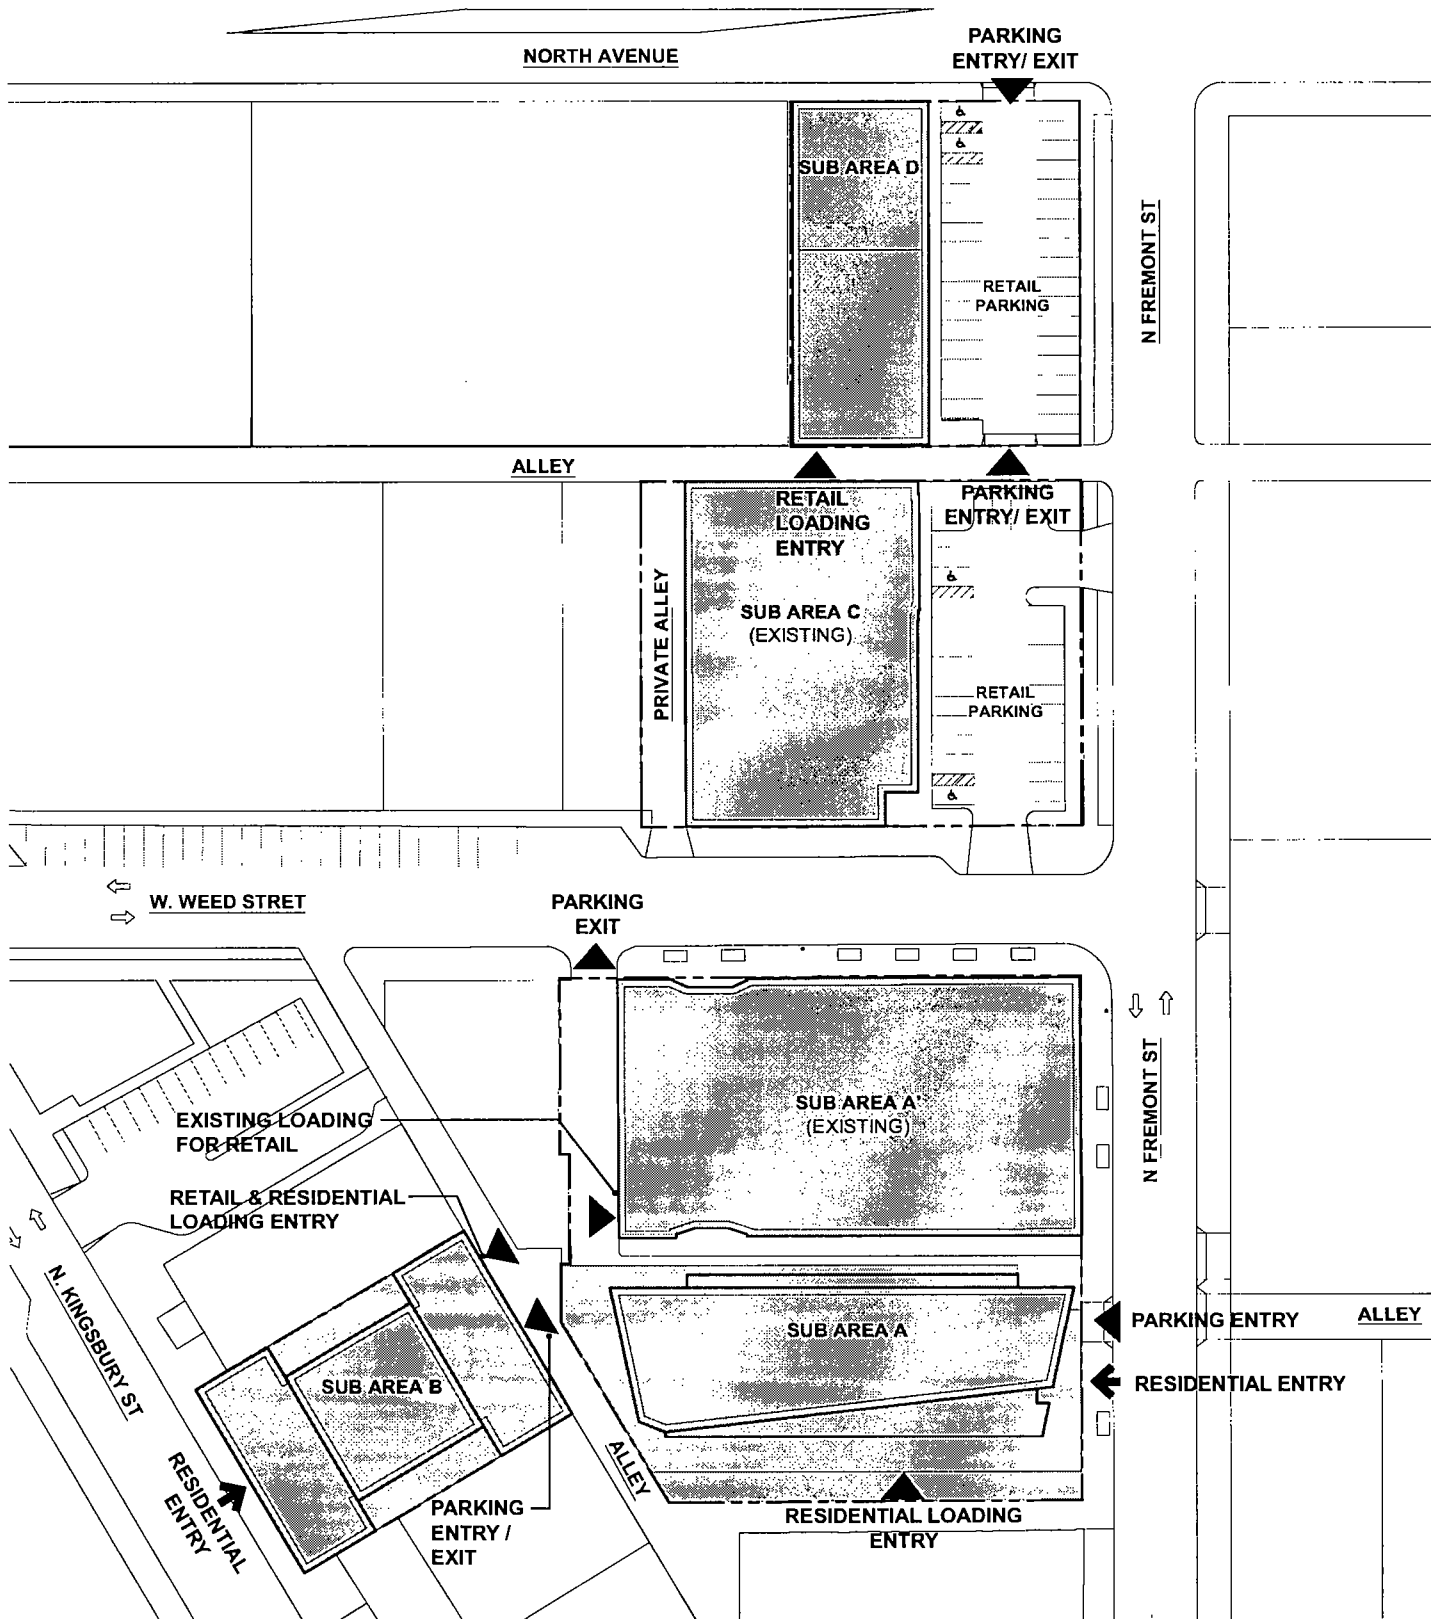 NORTH AVENUE
PARKING
ENTRY/ EXIT
SUB AREA D
N FREMONT ST
RETAIL
PARKING
ALLEY
RETAIL
LOADING
ENTRY
PARKING
ENTRY/ EXIT
PRIVATE ALLEY
SUB AREA C
(EXISTING)
RETAIL
PARKING
W. WEED STRET
PARKING
EXIT
N FREMONT ST
SUB AREA A'
(EXISTING)
EXISTING LOADING
FOR RETAIL
RETAIL & RESIDENTIAL
LOADING ENTRY
N. KINGSBURY ST
SUB AREA A
PARKING ENTRY
ALLEY
RESIDENTIAL ENTRY
SUB AREA B
RESIDENTIAL
ENTRY
ALLEY
PARKING
ENTRY /
EXIT
RESIDENTIAL LOADING
ENTRY